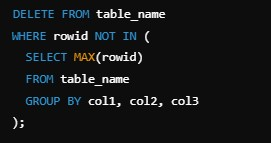 DELETE FROM table_name
WHERE rowid NOT IN (
  SELECT MAX(rowid)
  FROM table_name
  GROUP BY col1, col2, col3
);